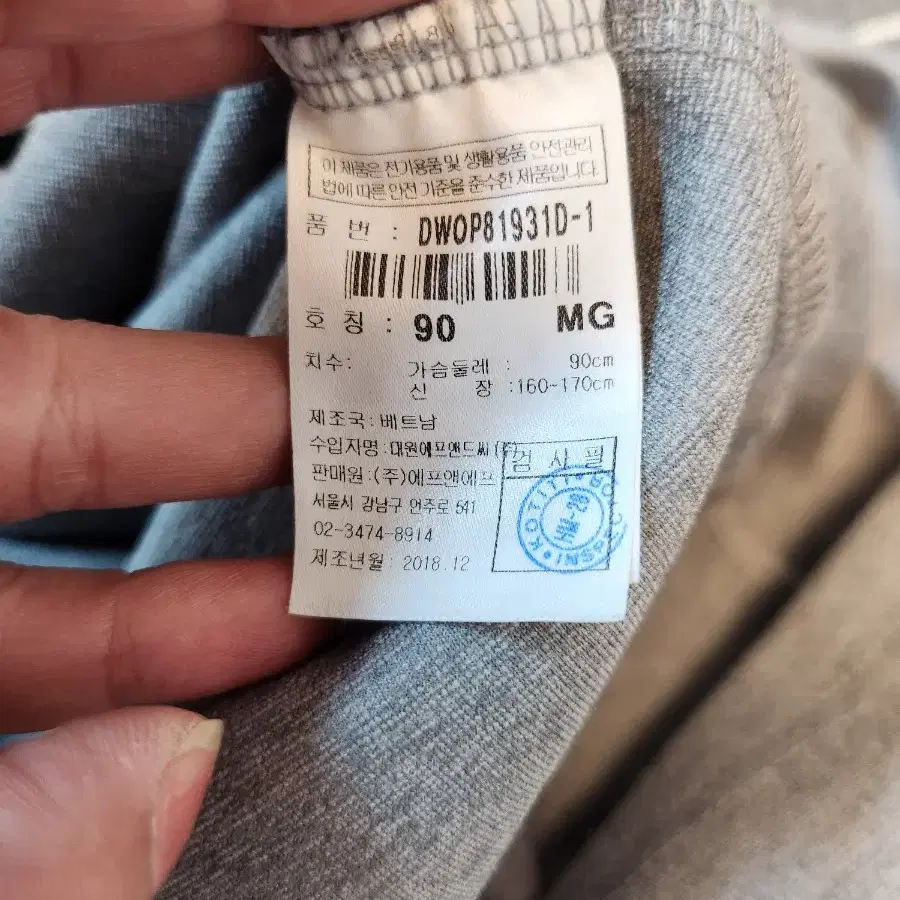 이 제품은 전기용품 및 생활용품 안전관리
법에 따른 안전 기준을 준수한 제품입니다.
품 번 : DWOP81931D-1
호 칭 : 90 MG
치수: 가슴둘레 : 90cm
신 장 :160~170cm
제조국: 베트남
수입자명: 대원에프앤드씨 (주)
판매원: (주)에프앤에프
검 사 필
서울시 강남구 언주로 541
02-3474-8914
제조년월: 2018.12
KOTITI